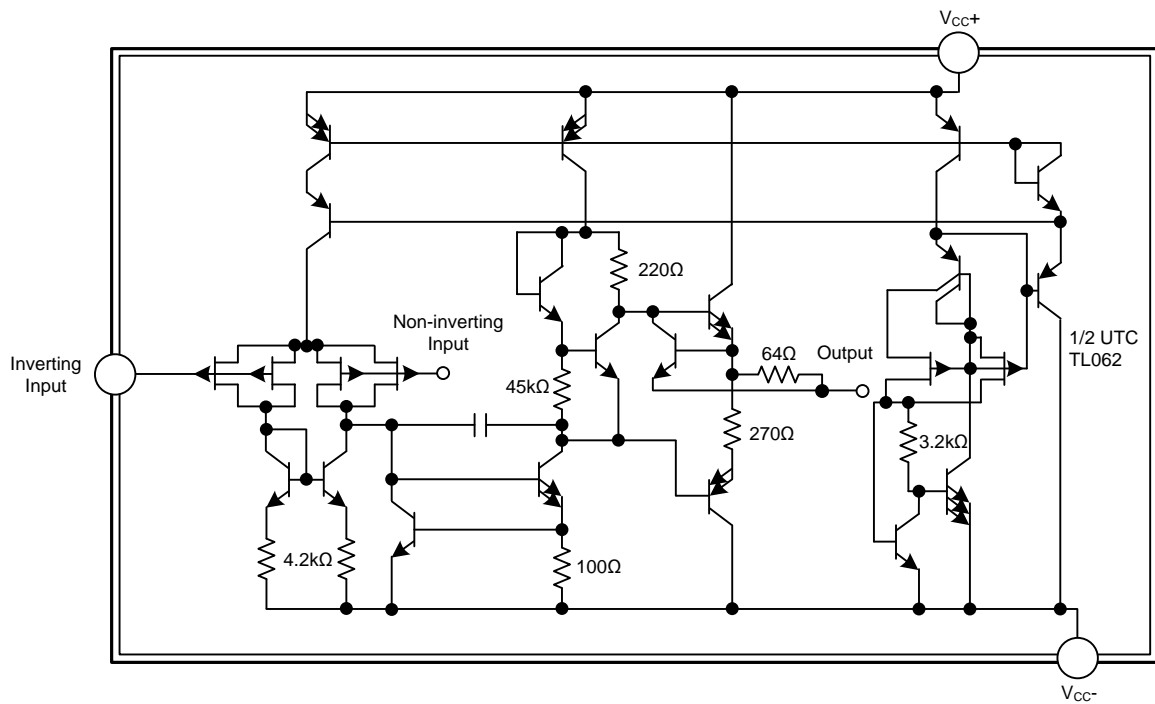 VCC+
220Ω
Non-inverting
Input
64Ω
Output
1/2 UTC
TL062
Inverting
Input
45kΩ
270Ω
3.2kΩ
4.2kΩ
100Ω
VCC-